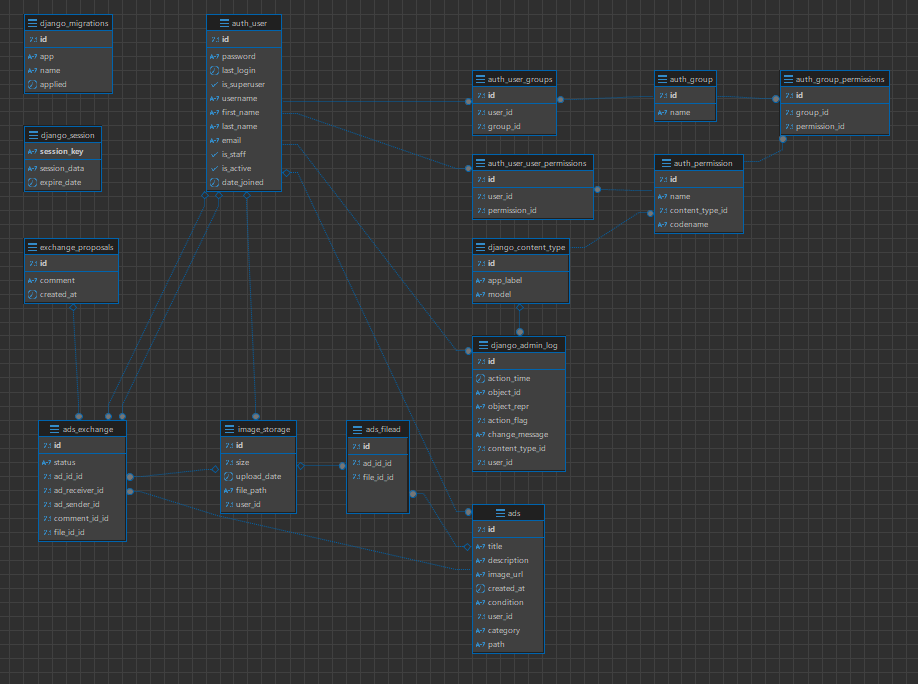 django_migrations
id
app
name
applied
auth_user
id
password
last_login
is_superuser
username
first_name
last_name
email
is_staff
is_active
date_joined
auth_user_groups
id
user_id
group_id
auth_group
id
name
auth_group_permissions
id
group_id
permission_id
django_session
session_key
session_data
expire_date
auth_user_user_permissions
id
user_id
permission_id
auth_permission
id
name
content_type_id
codename
exchange_proposals
id
comment
created_at
django_content_type
id
app_label
model
django_admin_log
id
action_time
object_id
object_repr
action_flag
change_message
content_type_id
user_id
ads_exchange
id
status
ad_id_id
ad_receiver_id
ad_sender_id
comment_id_id
file_id_id
image_storage
id
size
upload_date
file_path
user_id
ads_filead
id
ad_id_id
file_id_id
ads
id
title
description
image_url
created_at
condition
user_id
category
path